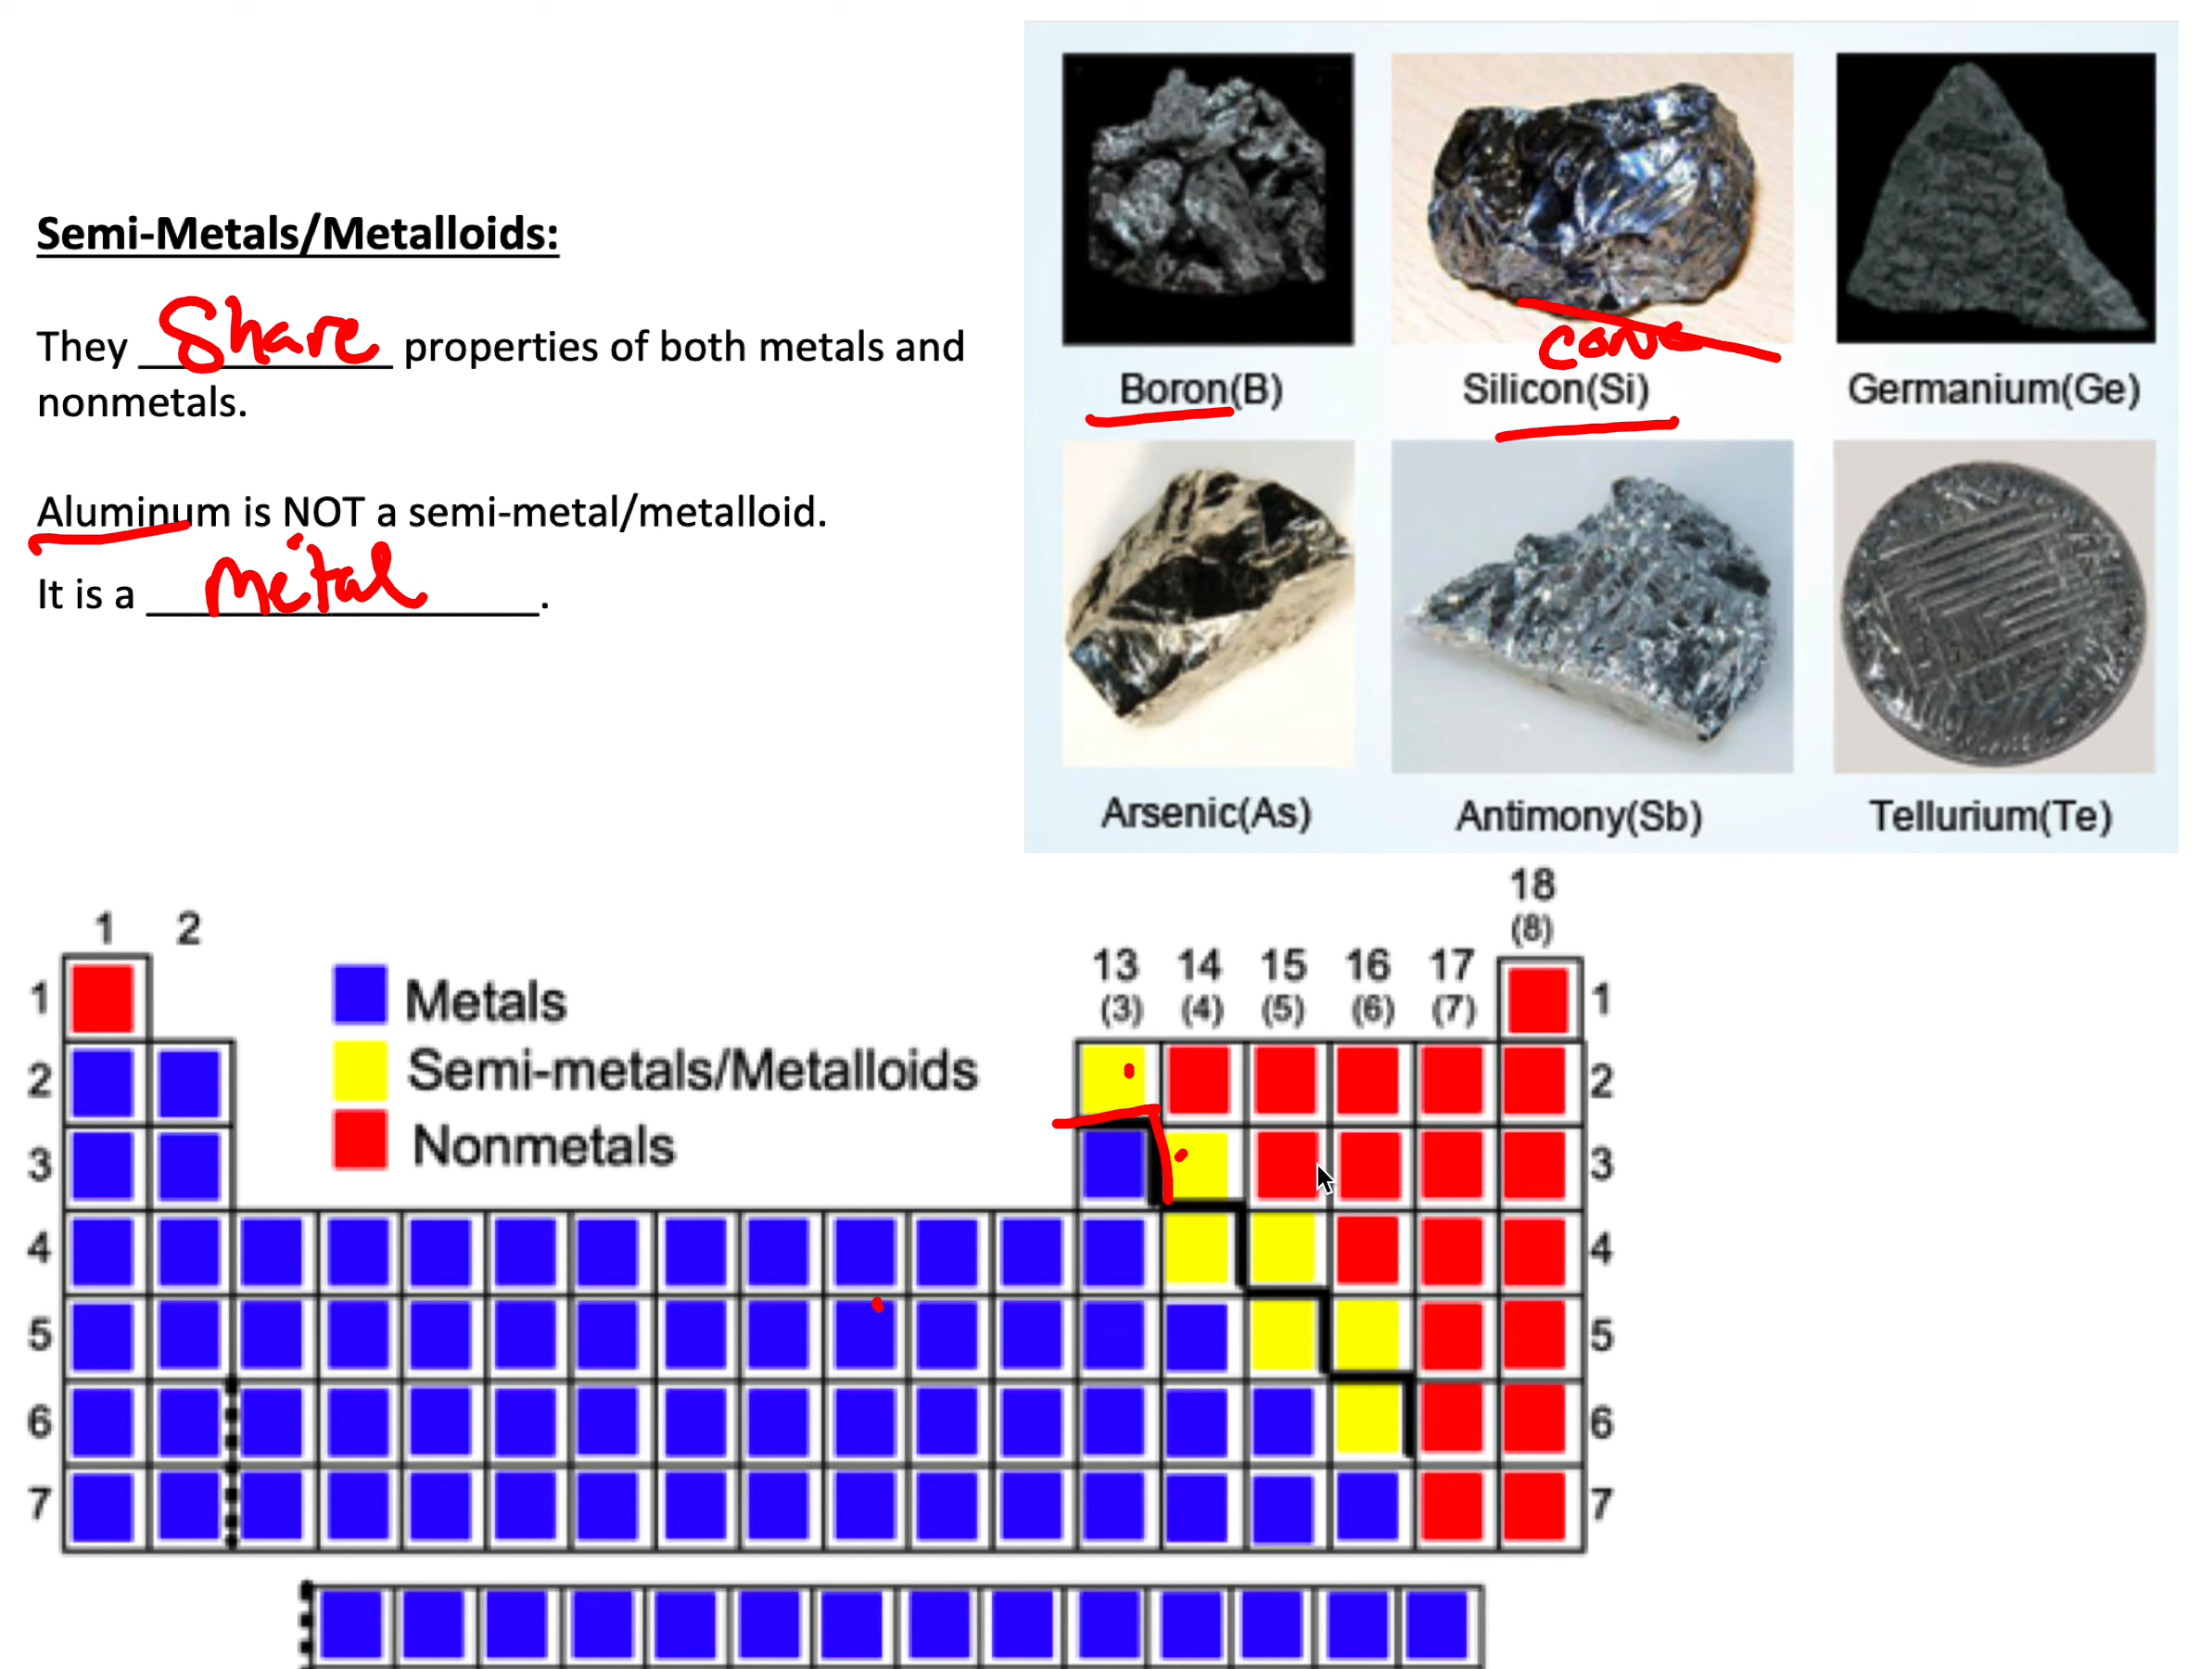 Semi-Metals/Metalloids:
They Share properties of both metals and
nonmetals.
Aluminum is NOT a semi-metal/metalloid.
It is a Metal.
Boron(B)
Silicon(Si)
Germanium(Ge)
Arsenic(As)
Antimony(Sb)
Tellurium(Te)
1 2 13 14 15 16 17 18
(3) (4) (5) (6) (7) (8)
Metals
Semi-metals/Metalloids
Nonmetals
1 1
2 2
3 3
4 4
5 5
6 6
7 7